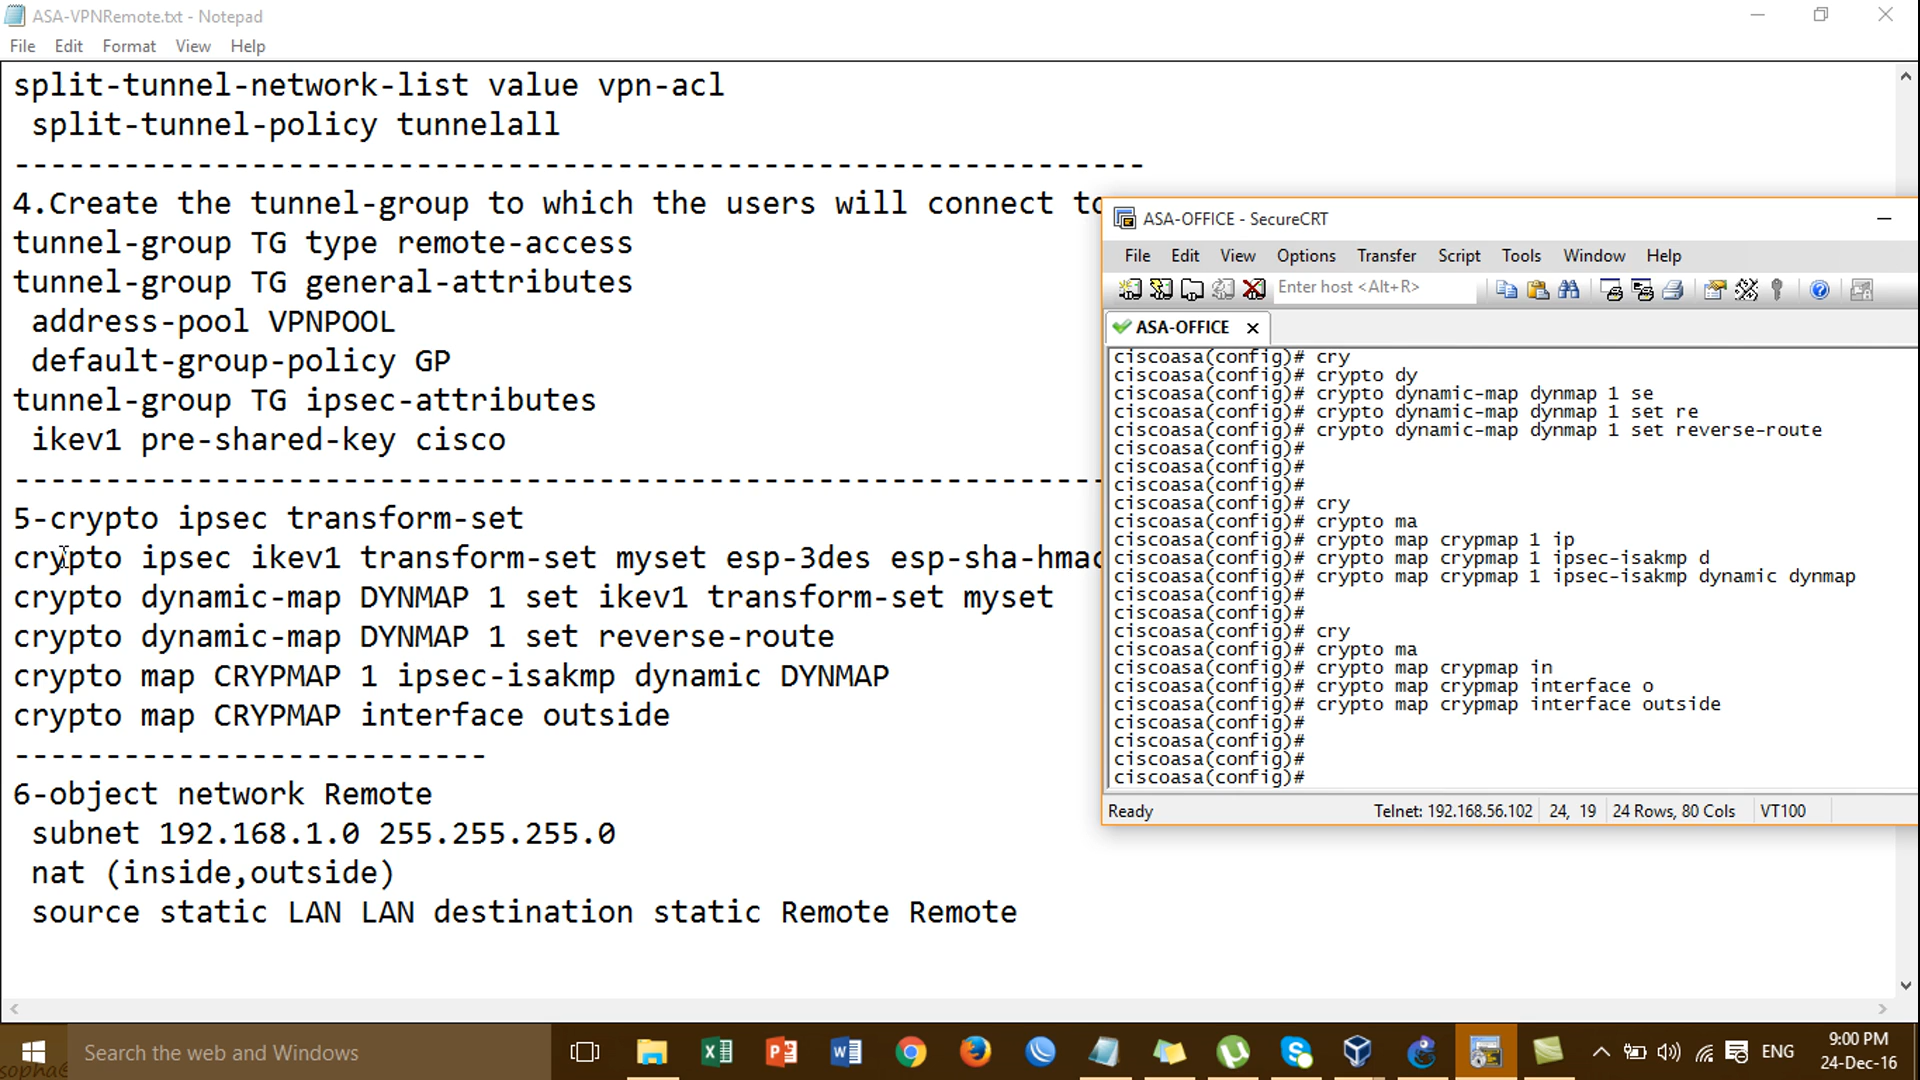 ASA-VPNRemote.txt - Notepad
File Edit Format View Help
split-tunnel-network-list value vpn-acl
split-tunnel-policy tunnelall
--------------------------------------------------------------
4.Create the tunnel-group to which the users will connect to
tunnel-group TG type remote-access
tunnel-group TG general-attributes
address-pool VPNPOOL
default-group-policy GP
tunnel-group TG ipsec-attributes
ikev1 pre-shared-key cisco
------------------------------------------------------------
5-crypto ipsec transform-set
crypto ipsec ikev1 transform-set myset esp-3des esp-sha-hmac
crypto dynamic-map DYNMAP 1 set ikev1 transform-set myset
crypto dynamic-map DYNMAP 1 set reverse-route
crypto map CRYPMAP 1 ipsec-isakmp dynamic DYNMAP
crypto map CRYPMAP interface outside
--------------------------
6-object network Remote
subnet 192.168.1.0 255.255.255.0
nat (inside,outside)
source static LAN LAN destination static Remote Remote
ASA-OFFICE - SecureCRT
File Edit View Options Transfer Script Tools Window Help
Enter host <Alt+R>
ASA-OFFICE
ciscoasa(config)# cry
ciscoasa(config)# crypto dy
ciscoasa(config)# crypto dynamic-map dynmap 1 se
ciscoasa(config)# crypto dynamic-map dynmap 1 set re
ciscoasa(config)# crypto dynamic-map dynmap 1 set reverse-route
ciscoasa(config)#
ciscoasa(config)#
ciscoasa(config)#
ciscoasa(config)# cry
ciscoasa(config)# crypto ma
ciscoasa(config)# crypto map crypmap 1 ip
ciscoasa(config)# crypto map crypmap 1 ipsec-isakmp d
ciscoasa(config)# crypto map crypmap 1 ipsec-isakmp dynamic dynmap
ciscoasa(config)#
ciscoasa(config)#
ciscoasa(config)# cry
ciscoasa(config)# crypto ma
ciscoasa(config)# crypto map crypmap in
ciscoasa(config)# crypto map crypmap interface o
ciscoasa(config)# crypto map crypmap interface outside
ciscoasa(config)#
ciscoasa(config)#
ciscoasa(config)#
ciscoasa(config)#
Ready Telnet: 192.168.56.102 24, 19 24 Rows, 80 Cols VT100
Search the web and Windows
ENG
9:00 PM
24-Dec-16